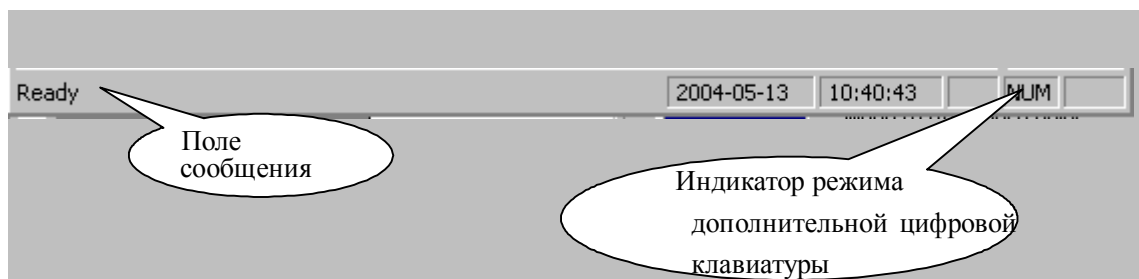 Ready 2004-05-13 10:40:43 NUM
Поле
сообщения
Индикатор режима
дополнительной цифровой
клавиатуры